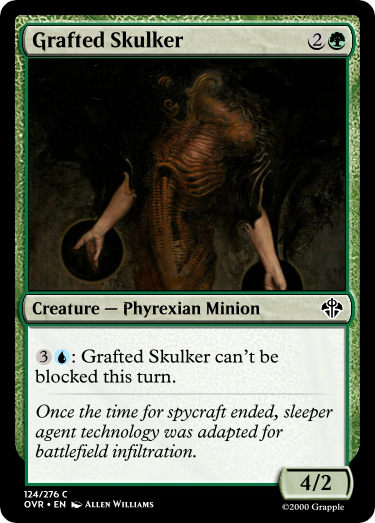 Grafted Skulker 2
Creature — Phyrexian Minion
3: Grafted Skulker can't be
blocked this turn.
Once the time for spycraft ended, sleeper
agent technology was adapted for
battlefield infiltration.
4/2
124/276 C
OVR • EN Allen Williams
©2000 Grapple